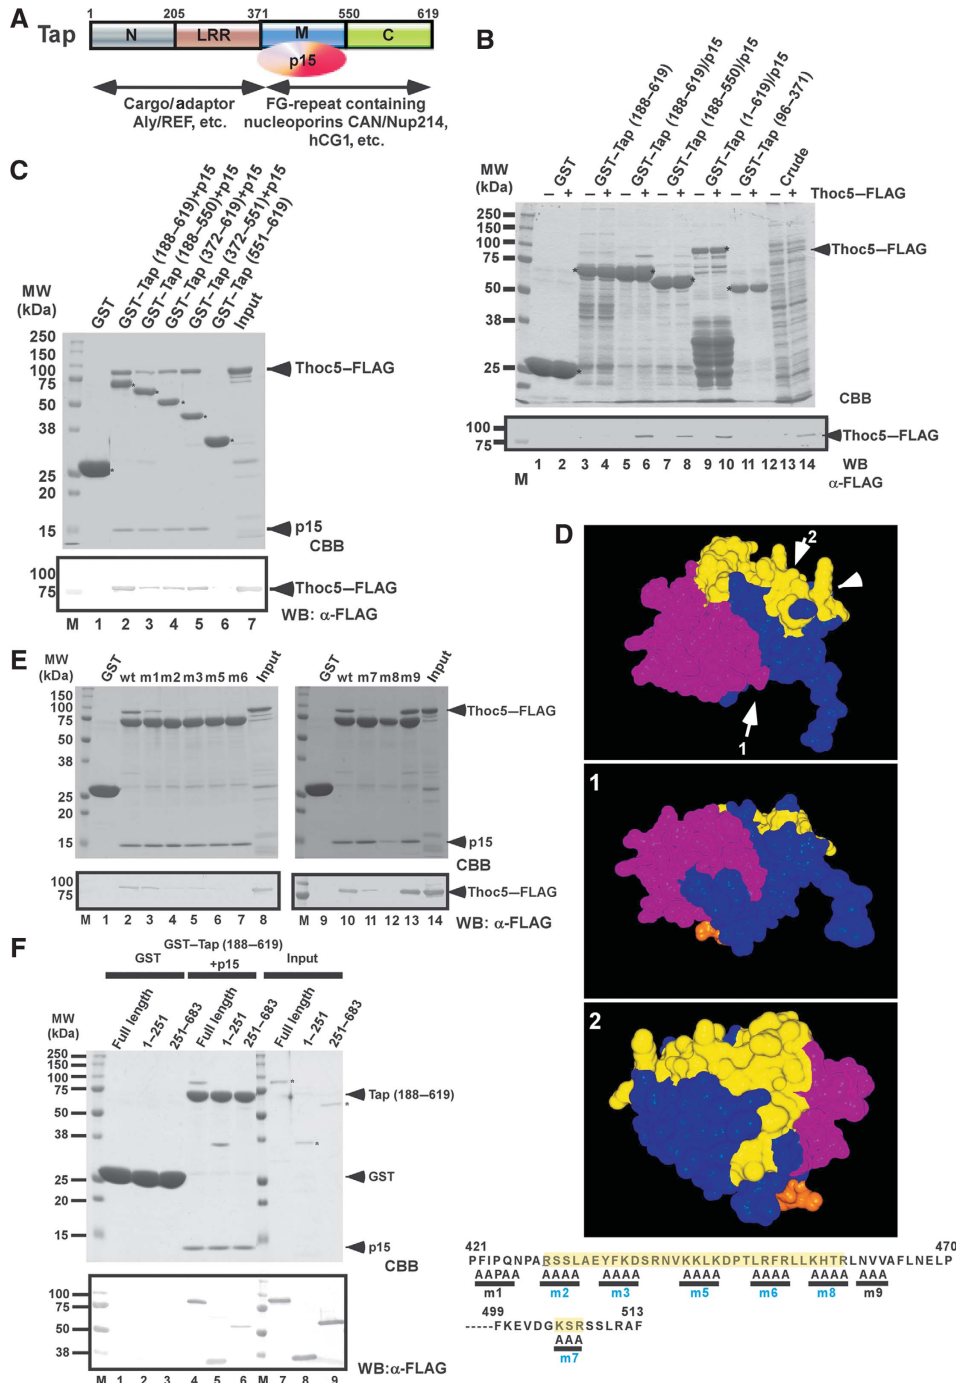 A
Tap
1 205 371 550 619
N LRR M C
p15
Cargo/adaptor
Aly/REF, etc.
FG-repeat containing
nucleoporins CAN/Nup214,
hCG1, etc.
B
GST
GST–Tap (188–619)
GST–Tap (188–619)/p15
GST–Tap (188–550)/p15
GST–Tap (1–619)/p15
GST–Tap (96–371)
Crude
MW
(kDa)
– + – + – + – + – + – + – + Thoc5–FLAG
250
150
100
75
50
38
25
Thoc5–FLAG
CBB
100
75
Thoc5–FLAG
M 1 2 3 4 5 6 7 8 9 10 11 12 13 14 WB
α-FLAG
C
MW
(kDa)
GST
GST–Tap (188–619)+p15
GST–Tap (188–550)+p15
GST–Tap (372–619)+p15
GST–Tap (372–551)+p15
GST–Tap (551–619)
Input
250
150
100
75
50
38
25
20
15
Thoc5–FLAG
p15
CBB
100
75
Thoc5–FLAG
WB: α-FLAG
M 1 2 3 4 5 6 7
D
2
1
1
2
421 470
PFIPQNPARSSLAEYFKDSRNVKKLKDPTLRFRLLKHTRLNVVAFLNELP
AAPAA AAAA AAAA AAAA AAAA AAAA AAA
m1 m2 m3 m5 m6 m8 m9
499 513
-----FKEVDGKSRSSLRAF
AAA
m7
E
MW
(kDa)
GST wt m1 m2 m3 m5 m6 Input
GST wt m7 m8 m9 Input
150
100
75
50
38
25
20
15
Thoc5–FLAG
p15
CBB
100
75
Thoc5–FLAG
M 1 2 3 4 5 6 7 8 M 9 10 11 12 13 14
WB: α-FLAG
F
GST
GST–Tap (188–619)
+p15
Input
MW
(kDa)
Full length
1–251
251–683
Full length
1–251
251–683
Full length
1–251
251–683
250
150
100
75
50
38
25
20
15
Tap (188–619)
GST
p15
CBB
100
75
50
38
WB:α-FLAG
M 1 2 3 4 5 6 M 7 8 9